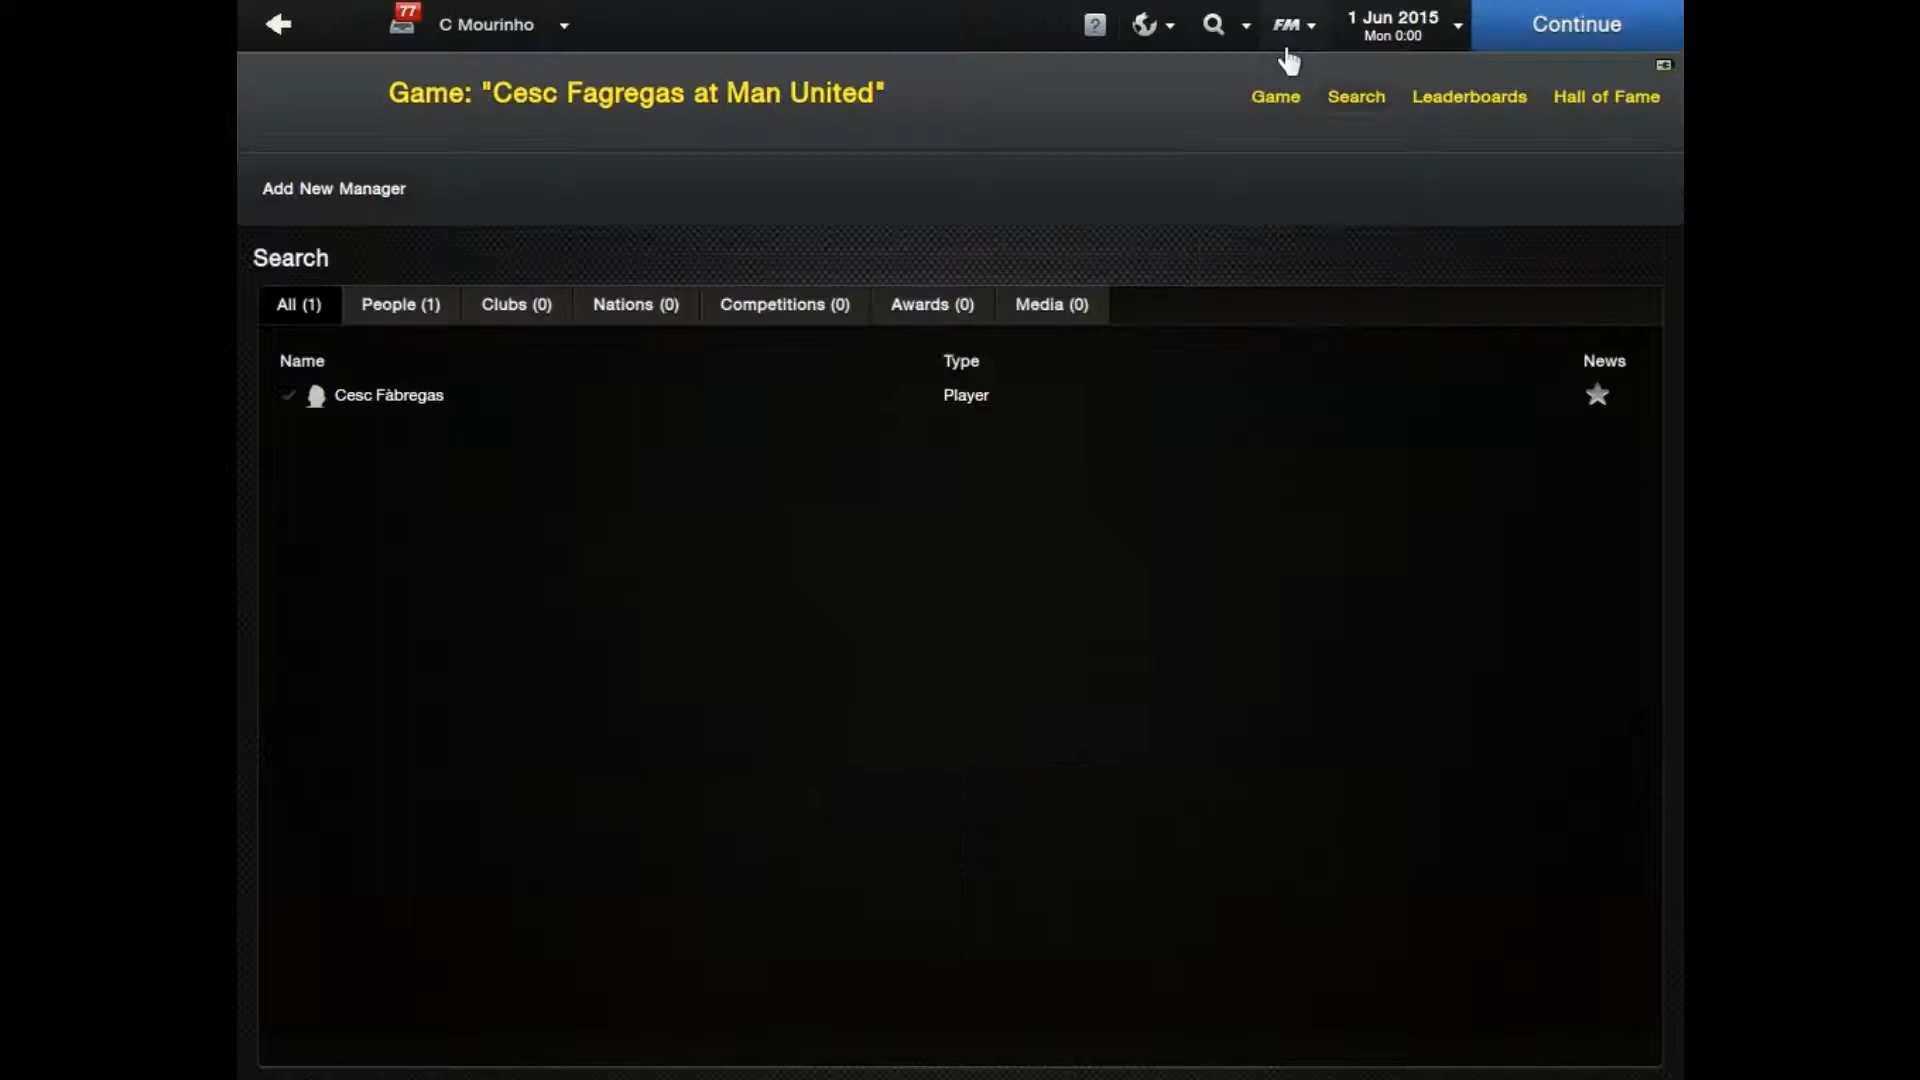 77
C Mourinho
?
FM
1 Jun 2015
Mon 0:00
Continue
Game: "Cesc Fagregas at Man United"
Game
Search
Leaderboards
Hall of Fame
Add New Manager
Search
All (1)
People (1)
Clubs (0)
Nations (0)
Competitions (0)
Awards (0)
Media (0)
Name
Type
News
Cesc Fàbregas
Player